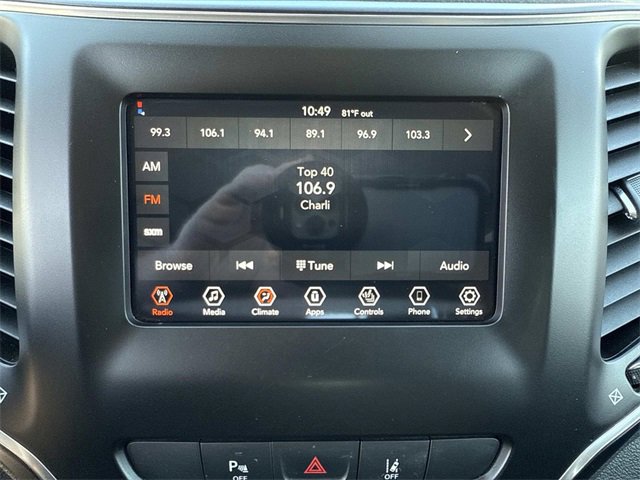 10:49 81°F out
99.3 106.1 94.1 89.1 96.9 103.3
AM
FM
sxm
Top 40
106.9
Charli
Browse Tune Audio
Radio Media Climate Apps Controls Phone Settings
P OFF OFF